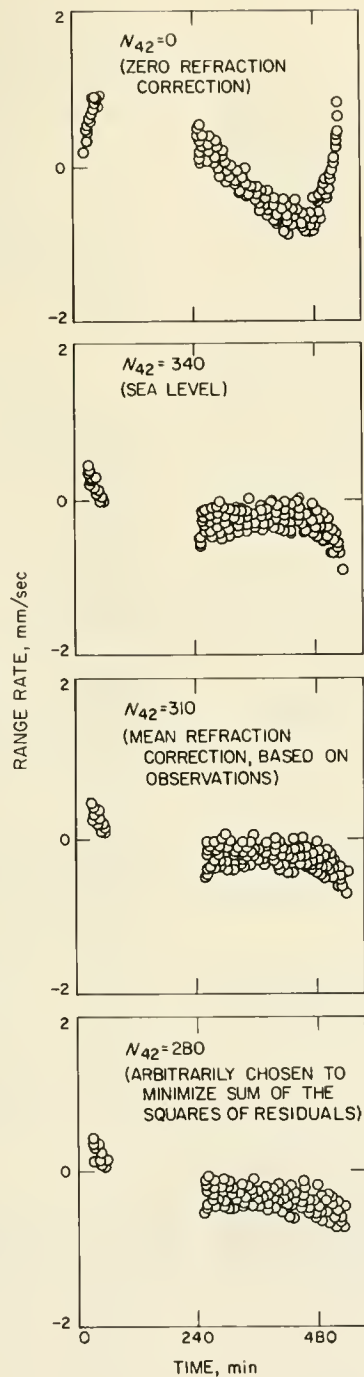 RANGE RATE, mm/sec
2
N42=0
(ZERO REFRACTION
CORRECTION)
0
-2
2
N42=340
(SEA LEVEL)
0
-2
2
N42=310
(MEAN REFRACTION
CORRECTION, BASED ON
OBSERVATIONS)
0
-2
2
N42=280
(ARBITRARILY CHOSEN TO
MINIMIZE SUM OF THE
SQUARES OF RESIDUALS)
0
-2
0 240 480
TIME, min